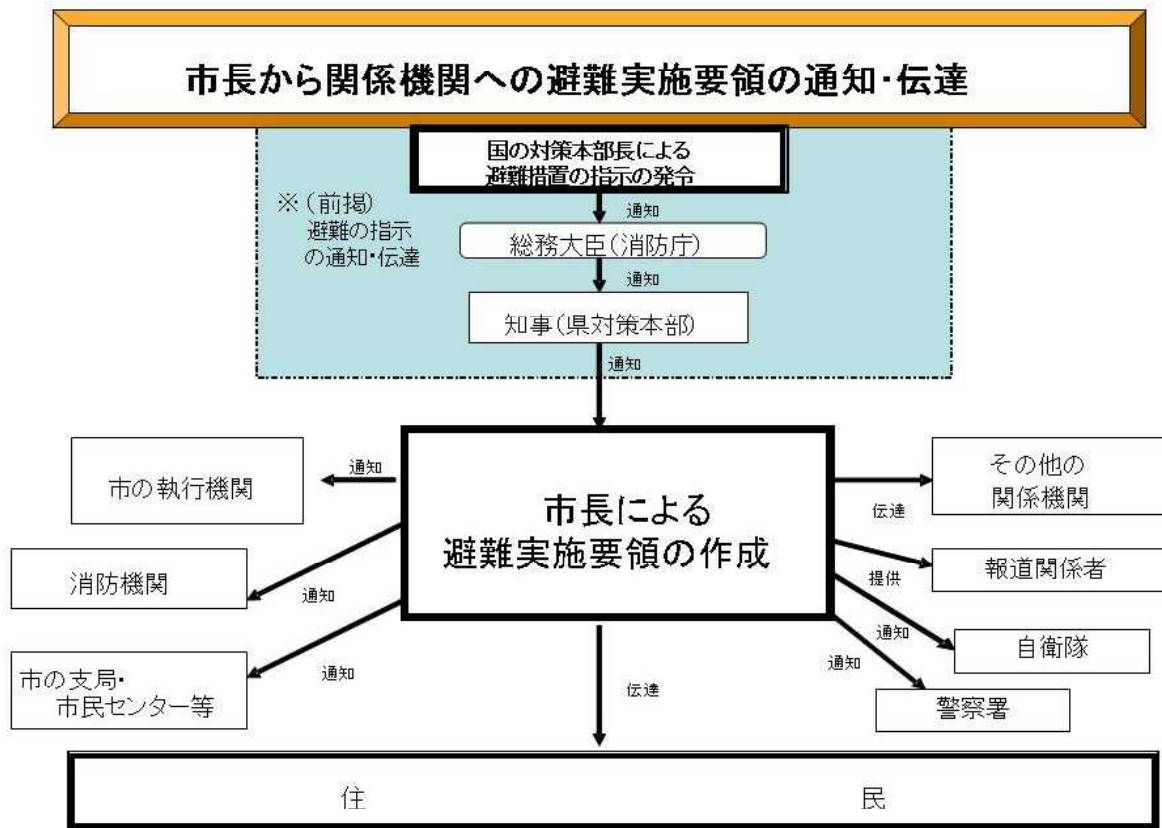 市長から関係機関への避難実施要領の通知・伝達
国の対策本部長による
避難措置の指示の発令
※(前掲)
避難の指示
の通知・伝達
通知
総務大臣(消防庁)
通知
知事(県対策本部)
通知
市の執行機関
通知
市長による
避難実施要領の作成
その他の
関係機関
伝達
消防機関
通知
報道関係者
提供
自衛隊
通知
市の支局・
市民センター等
通知
警察署
通知
伝達
住民